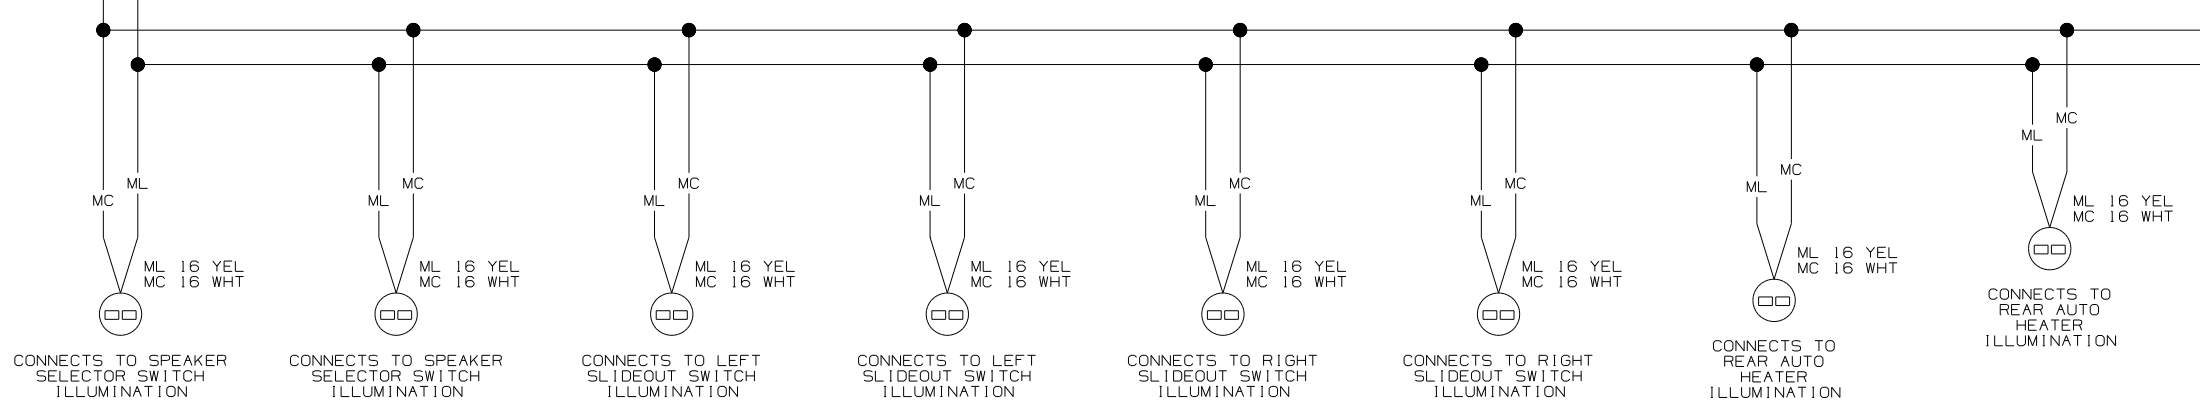 MC
ML
ML 16 YEL
MC 16 WHT
CONNECTS TO SPEAKER
SELECTOR SWITCH
ILLUMINATION
ML
MC
ML 16 YEL
MC 16 WHT
CONNECTS TO SPEAKER
SELECTOR SWITCH
ILLUMINATION
ML
MC
ML 16 YEL
MC 16 WHT
CONNECTS TO LEFT
SLIDEOUT SWITCH
ILLUMINATION
ML
MC
ML 16 YEL
MC 16 WHT
CONNECTS TO LEFT
SLIDEOUT SWITCH
ILLUMINATION
ML
MC
ML 16 YEL
MC 16 WHT
CONNECTS TO RIGHT
SLIDEOUT SWITCH
ILLUMINATION
ML
MC
ML 16 YEL
MC 16 WHT
CONNECTS TO RIGHT
SLIDEOUT SWITCH
ILLUMINATION
ML
MC
ML 16 YEL
MC 16 WHT
CONNECTS TO
REAR AUTO
HEATER
ILLUMINATION
ML
MC
ML 16 YEL
MC 16 WHT
CONNECTS TO
REAR AUTO
HEATER
ILLUMINATION